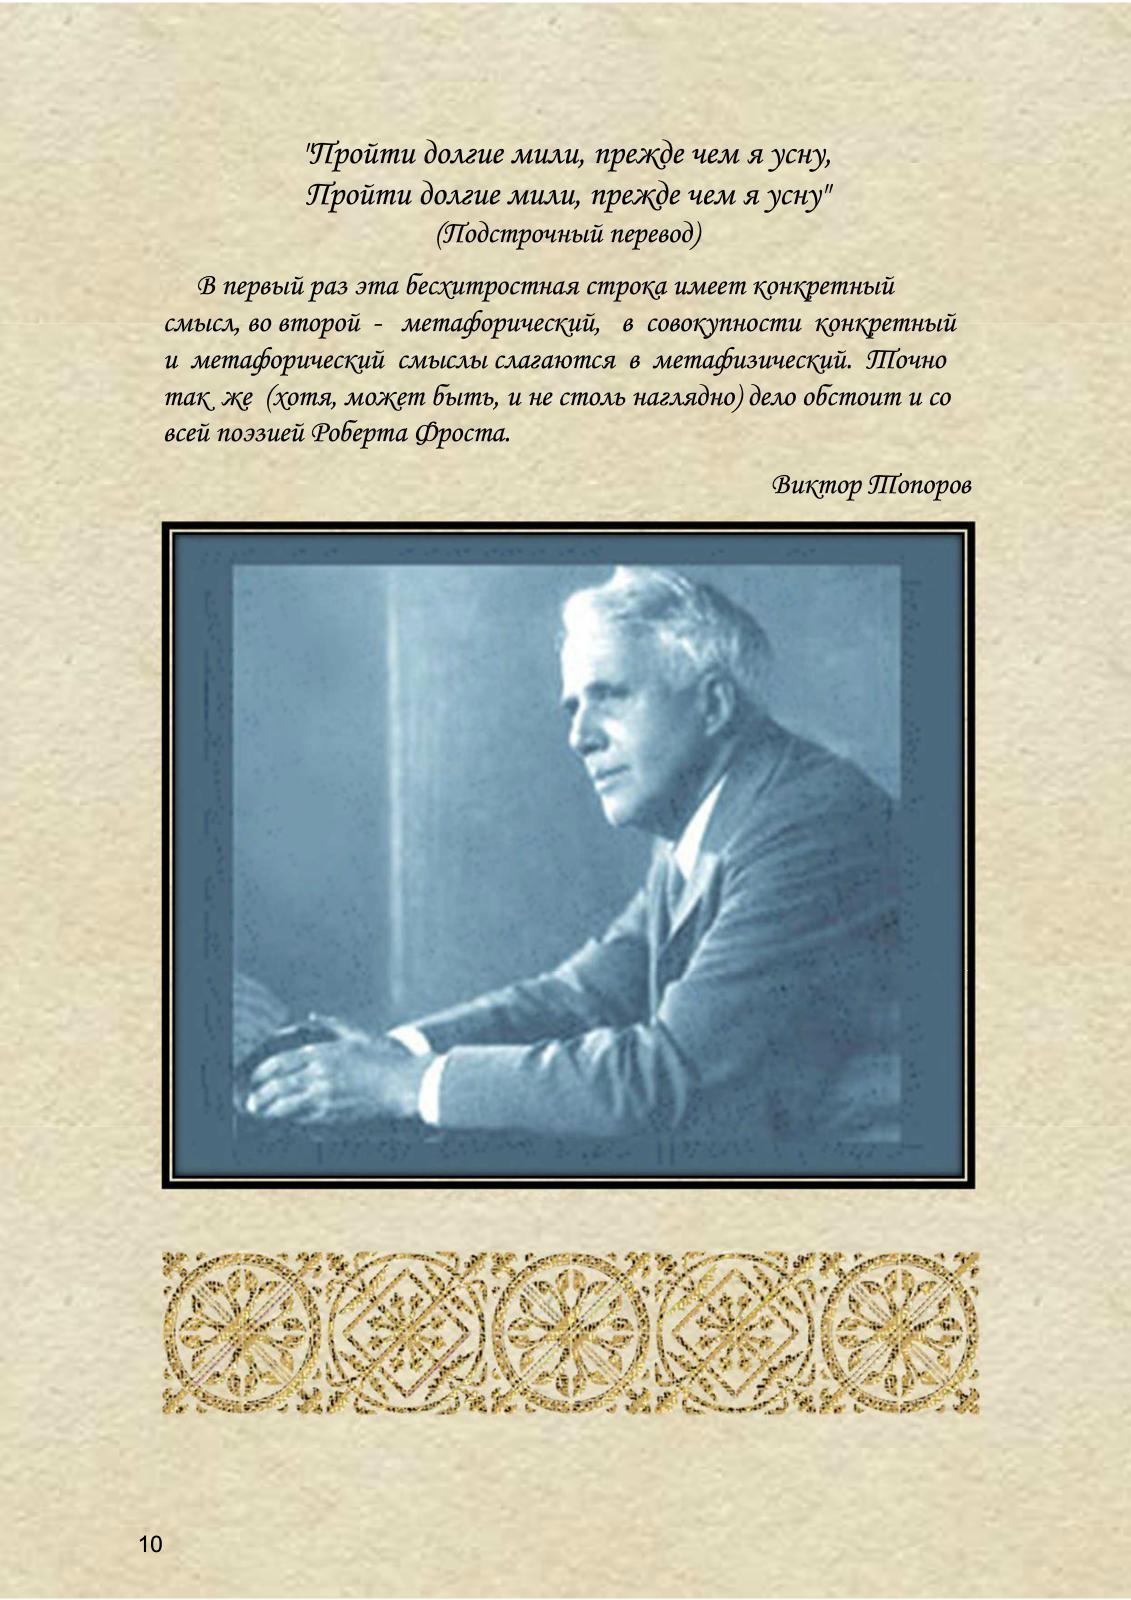 "Пройти долгие мили, прежде чем я усну,
Пройти долгие мили, прежде чем я усну"
(Подстрочный перевод)
В первый раз эта бесхитростная строка имеет конкретный
смысл, во второй - метафорический, в совокупности конкретный
и метафорический смыслы слагаются в метафизический. Точно
так же (хотя, может быть, и не столь наглядно) дело обстоит и со
всей поэзией Роберта Фроста.
Виктор Топоров
10